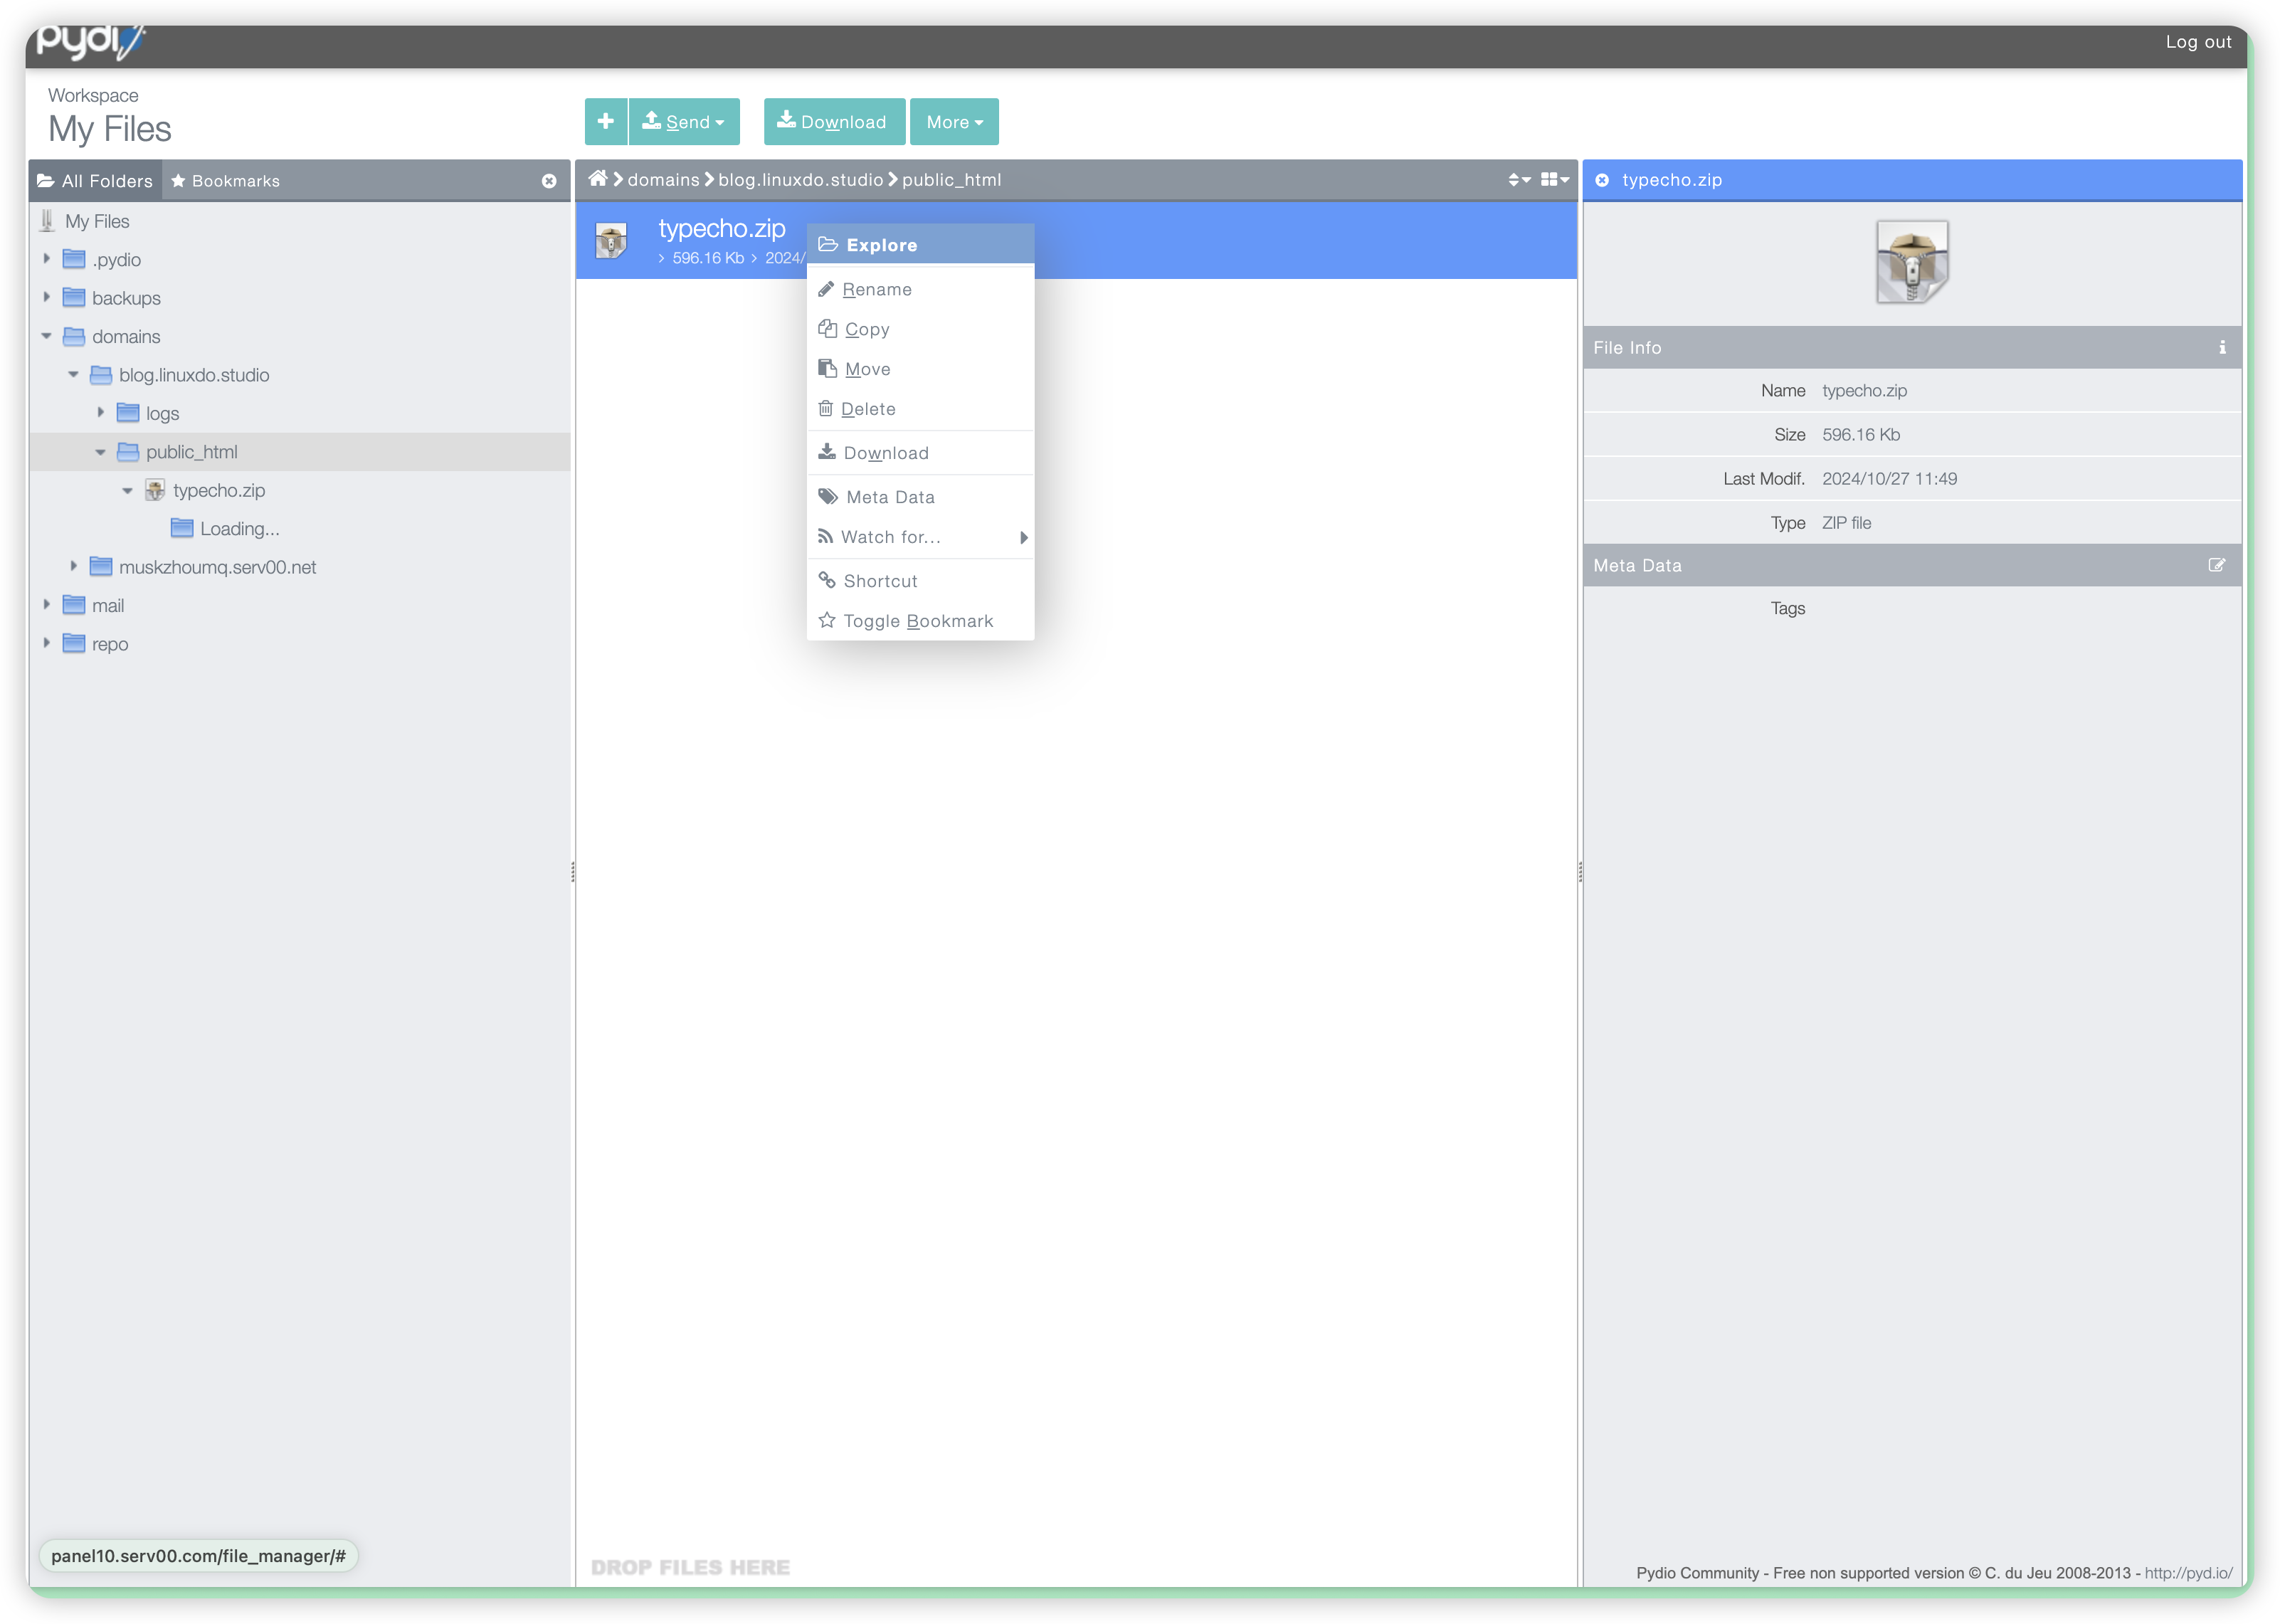 pydio
Log out
Workspace
My Files
Send
Download
More
All Folders
Bookmarks
domains
blog.linuxdo.studio
public_html
typecho.zip
My Files
.pydio
backups
domains
blog.linuxdo.studio
logs
public_html
typecho.zip
Loading...
muskzhoumq.serv00.net
mail
repo
typecho.zip
596.16 Kb
2024/
Explore
Rename
Copy
Move
Delete
Download
Meta Data
Watch for...
Shortcut
Toggle Bookmark
File Info
Name typecho.zip
Size 596.16 Kb
Last Modif. 2024/10/27 11:49
Type ZIP file
Meta Data
Tags
panel10.serv00.com/file_manager/#
DROP FILES HERE
Pydio Community - Free non supported version © C. du Jeu 2008-2013 - http://pyd.io/